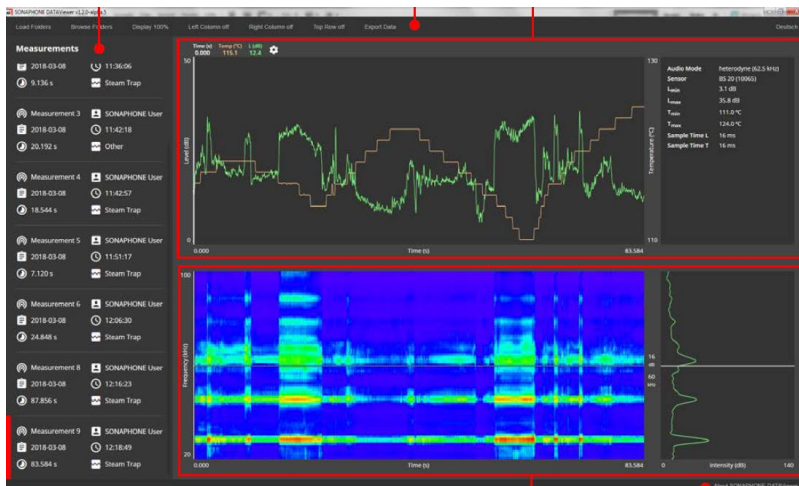 SONAPHONE DATAViewer v1.2.0-alpha.5
Load Folders Browse Folders Display 100% Left Column off Right Column off Top Row off Export Data Deutsch
Measurements
2018-03-08 11:36:06
9.136 s Steam Trap
Measurement 3 SONAPHONE User
2018-03-08 11:42:18
20.192 s Other
Measurement 4 SONAPHONE User
2018-03-08 11:42:57
18.544 s Steam Trap
Measurement 5 SONAPHONE User
2018-03-08 11:51:17
7.120 s Steam Trap
Measurement 6 SONAPHONE User
2018-03-08 12:06:30
24.848 s Steam Trap
Measurement 8 SONAPHONE User
2018-03-08 12:16:23
87.856 s Steam Trap
Measurement 9 SONAPHONE User
2018-03-08 12:18:49
83.584 s Steam Trap
Time (s) Temp (°C) L (dB)
0.000 115.1 12.4
50 130
Level (dB)
Temperature (°C)
0 110
0.000 Time (s) 83.584
Audio Mode heterodyne (62.5 kHz)
Sensor BS 20 (10065)
Lmin 3.1 dB
Lmax 35.8 dB
Tmin 111.0 °C
Tmax 124.0 °C
Sample Time L 16 ms
Sample Time T 16 ms
100
Frequency (kHz)
16
dB
60
kHz
20
0.000 Time (s) 83.584
0 Intensity (dB) 140
About SONAPHONE DATAViewer